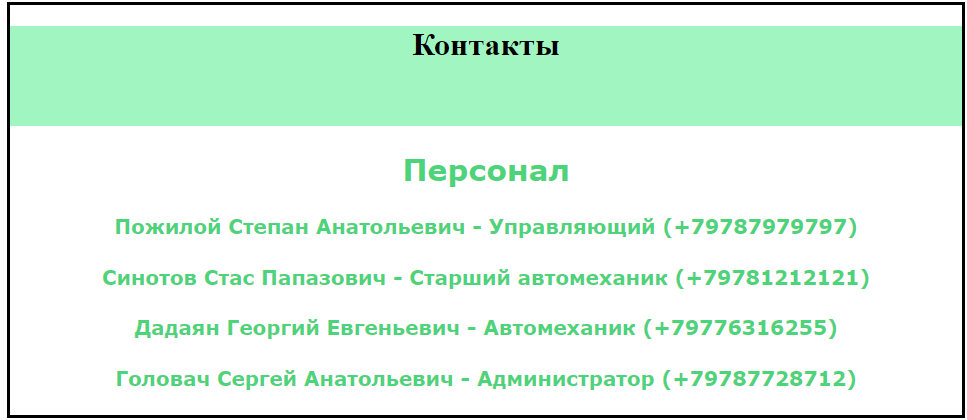 Контакты
Персонал
Пожилой Степан Анатольевич - Управляющий (+79787979797)
Синотов Стас Папазович - Старший автомеханик (+79781212121)
Дадаян Георгий Евгеньевич - Автомеханик (+79776316255)
Головач Сергей Анатольевич - Администратор (+79787728712)